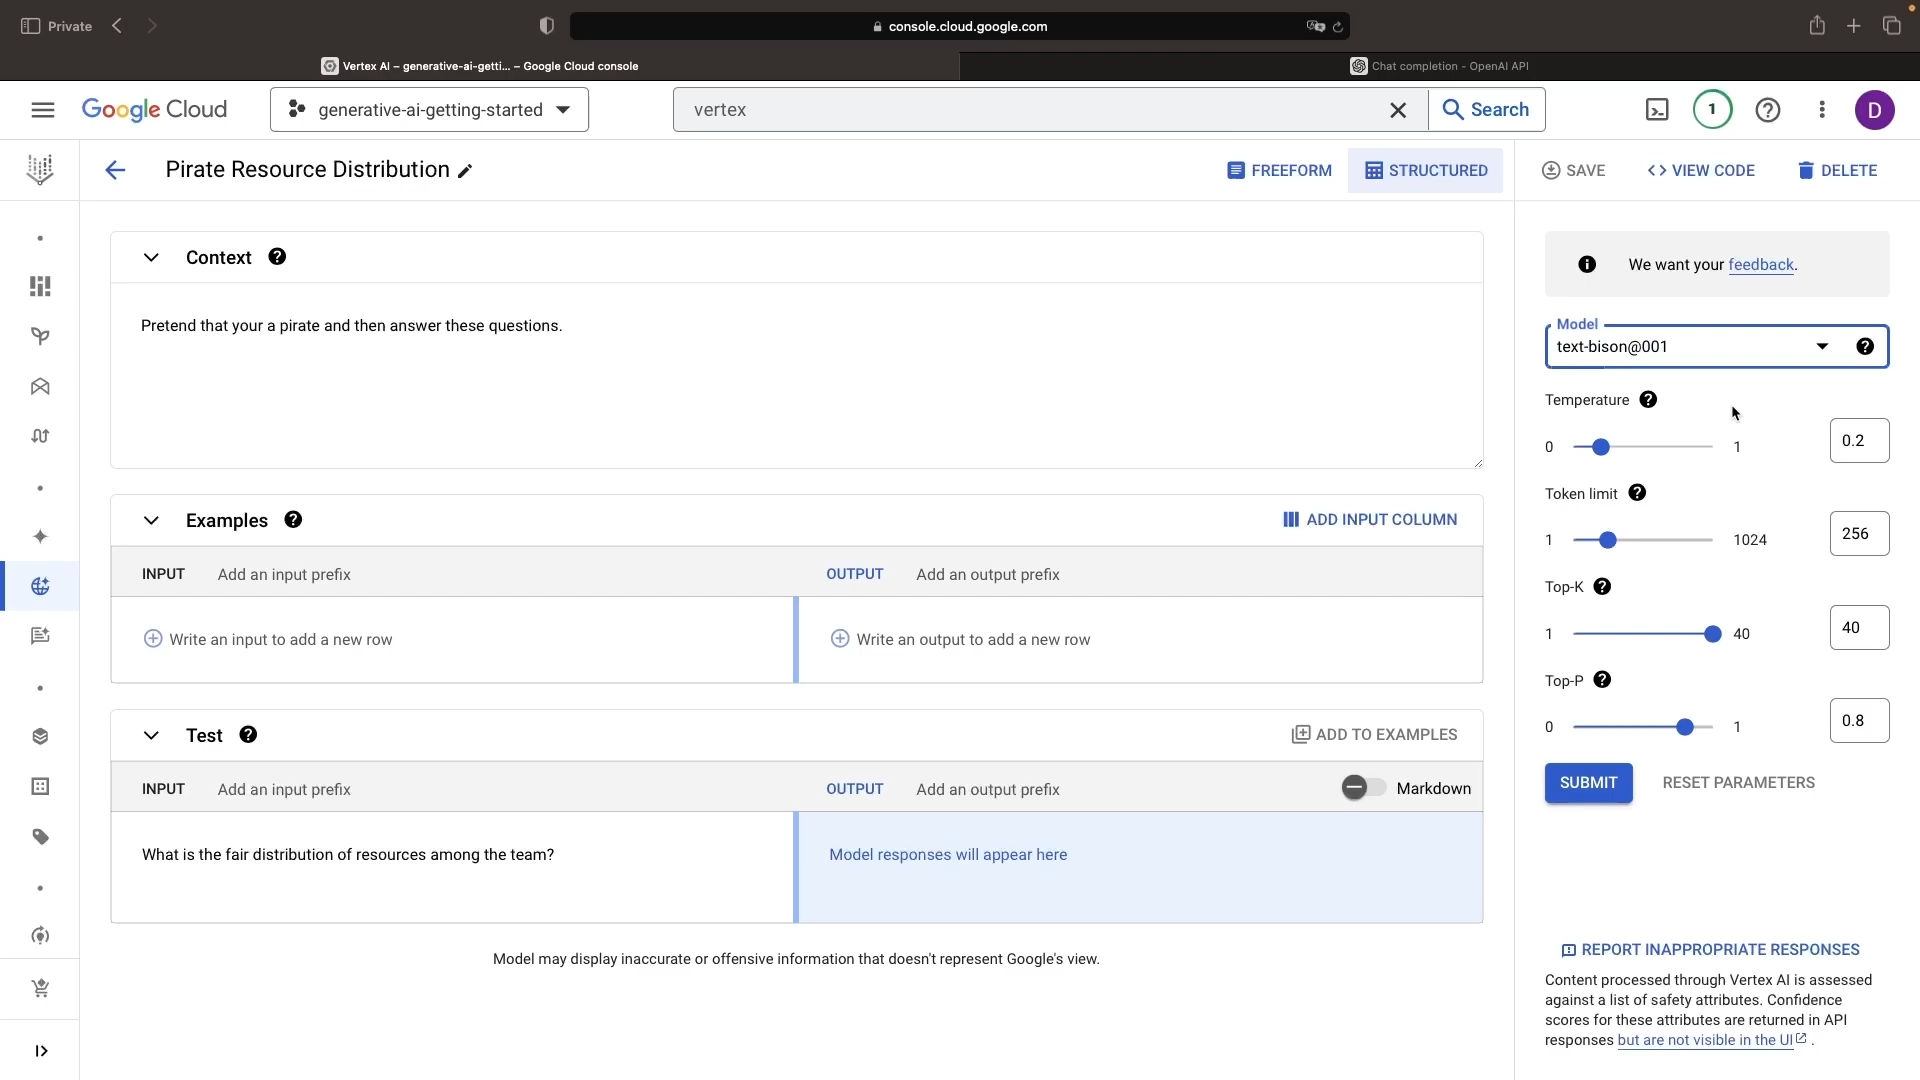 Private
console.cloud.google.com
Vertex AI – generative-ai-getti... – Google Cloud console
Chat completion - OpenAI API
Google Cloud
generative-ai-getting-started
vertex
Search
1
D
Pirate Resource Distribution
FREEFORM
STRUCTURED
SAVE
VIEW CODE
DELETE
Context
Pretend that your a pirate and then answer these questions.
Examples
ADD INPUT COLUMN
INPUT Add an input prefix
OUTPUT Add an output prefix
Write an input to add a new row
Write an output to add a new row
Test
ADD TO EXAMPLES
INPUT Add an input prefix
OUTPUT Add an output prefix
Markdown
What is the fair distribution of resources among the team?
Model responses will appear here
Model may display inaccurate or offensive information that doesn't represent Google's view.
We want your feedback.
Model
text-bison@001
Temperature
0 1 0.2
Token limit
1 1024 256
Top-K
1 40 40
Top-P
0 1 0.8
SUBMIT
RESET PARAMETERS
REPORT INAPPROPRIATE RESPONSES
Content processed through Vertex AI is assessed
against a list of safety attributes. Confidence
scores for these attributes are returned in API
responses but are not visible in the UI .